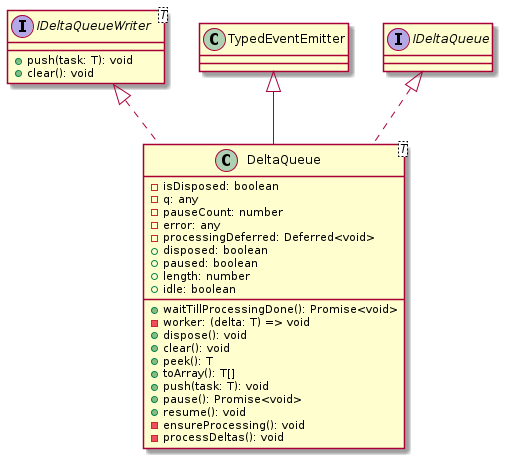 I IDeltaQueueWriter T
push(task: T): void
clear(): void
C TypedEventEmitter
I IDeltaQueue
C DeltaQueue T
isDisposed: boolean
q: any
pauseCount: number
error: any
processingDeferred: Deferred<void>
disposed: boolean
paused: boolean
length: number
idle: boolean
waitTillProcessingDone(): Promise<void>
worker: (delta: T) => void
dispose(): void
clear(): void
peek(): T
toArray(): T[]
push(task: T): void
pause(): Promise<void>
resume(): void
ensureProcessing(): void
processDeltas(): void